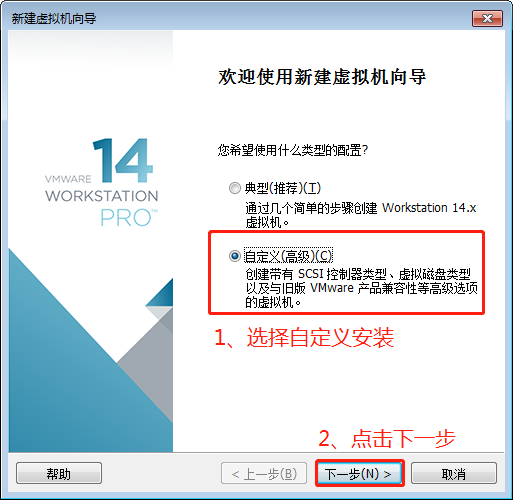 新建虚拟机向导
欢迎使用新建虚拟机向导
VMWARE 14
WORKSTATION
PRO™
您希望使用什么类型的配置?
典型(推荐)(T)
通过几个简单的步骤创建 Workstation 14.x
虚拟机。
自定义(高级)(C)
创建带有 SCSI 控制器类型、虚拟磁盘类型
以及与旧版 VMware 产品兼容性等高级选项
的虚拟机。
1、选择自定义安装
2、点击下一步
帮助
< 上一步(B)
下一步(N) >
取消